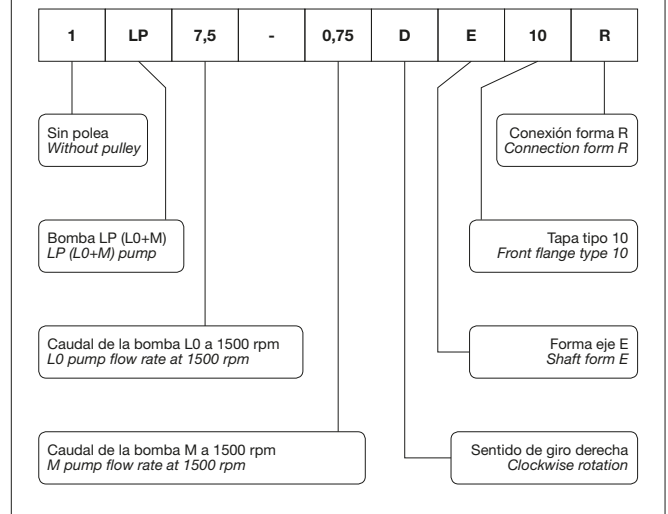 1 LP 7,5 - 0,75 D E 10 R
Sin polea
Without pulley
Conexión forma R
Connection form R
Bomba LP (L0+M)
LP (L0+M) pump
Tapa tipo 10
Front flange type 10
Caudal de la bomba L0 a 1500 rpm
L0 pump flow rate at 1500 rpm
Forma eje E
Shaft form E
Caudal de la bomba M a 1500 rpm
M pump flow rate at 1500 rpm
Sentido de giro derecha
Clockwise rotation